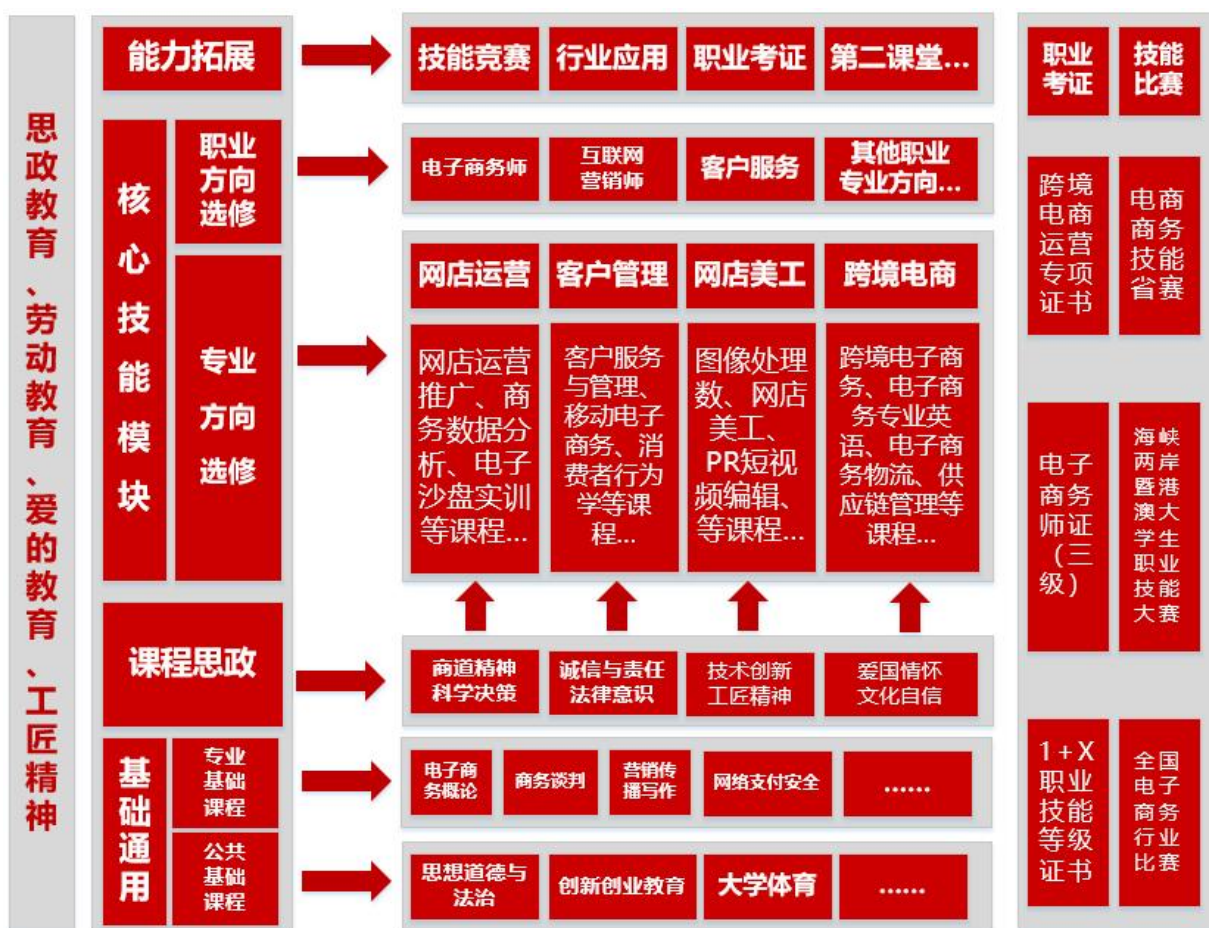 思政教育、劳动教育、爱的教育、工匠精神
能力拓展
技能竞赛
行业应用
职业考证
第二课堂...
核心技能模块
职业
方向
选修
电子商务师
互联网
营销师
客户服务
其他职业
专业方向...
专业
方向
选修
网店运营
客户管理
网店美工
跨境电商
网店运营
推广、商
务数据分
析、电子
沙盘实训
等课程...
客户服务
与管理、
移动电子
商务、消
费者行为
学等课
程...
图像处理
数、网店
美工、
PR短视
频编辑、
等课程...
跨境电子商
务、电子商
务专业英
语、电子商
务物流、供
应链管理等
课程...
课程思政
商道精神
科学决策
诚信与责任
法律意识
技术创新
工匠精神
爱国情怀
文化自信
基础通用
专业
基础
课程
电子商
务概论
商务谈判
营销传
播写作
网络支付安全
......
公共
基础
课程
思想道德与
法治
创新创业教育
大学体育
......
职业
考证
技能
比赛
跨境
电商
运营
专项
证书
电商
商务
技能
省赛
电子
商务
师证
（三
级）
海峡
两岸
暨港
澳大
学生
职业
技能
大赛
1+X
职业
技能
等级
证书
全国
电子
商务
行业
比赛